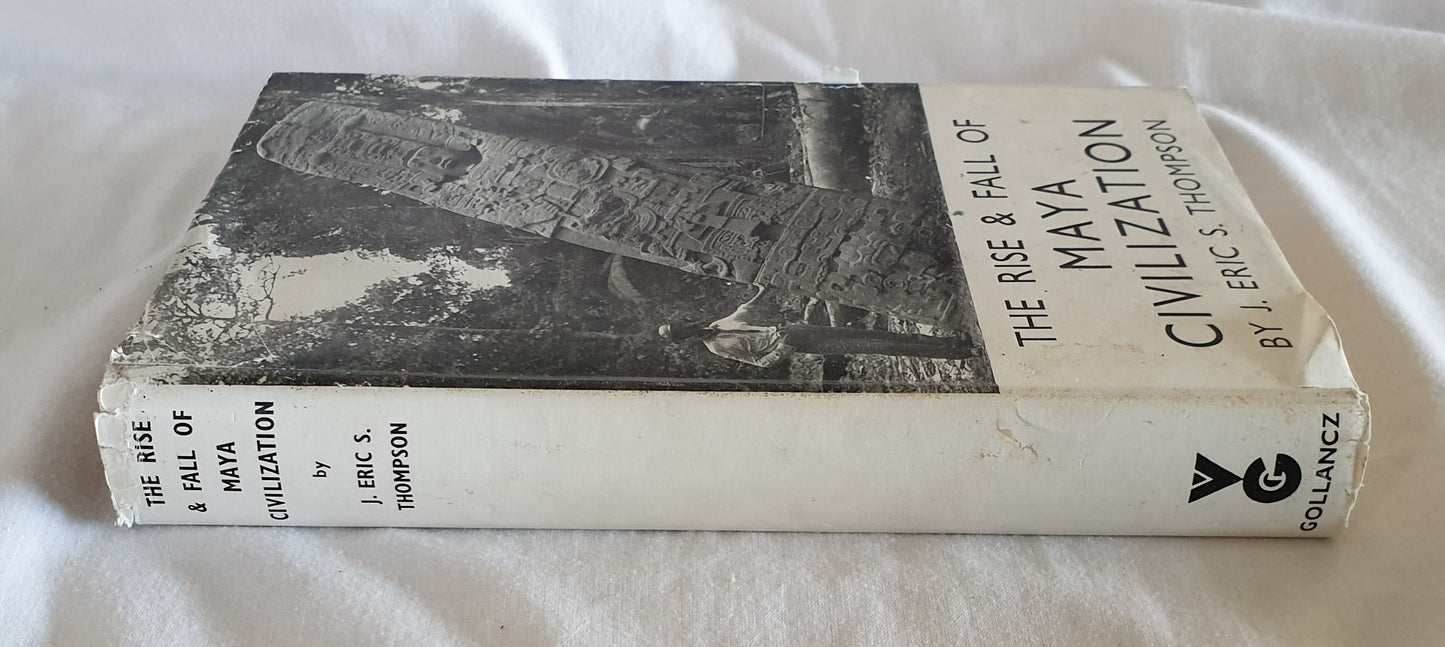 THE RISE & FALL OF
MAYA
CIVILIZATION
BY J. ERIC S. THOMPSON
THE RISE
& FALL OF
MAYA
CIVILIZATION
by
J. ERIC S.
THOMPSON
VG
GOLLANCZ